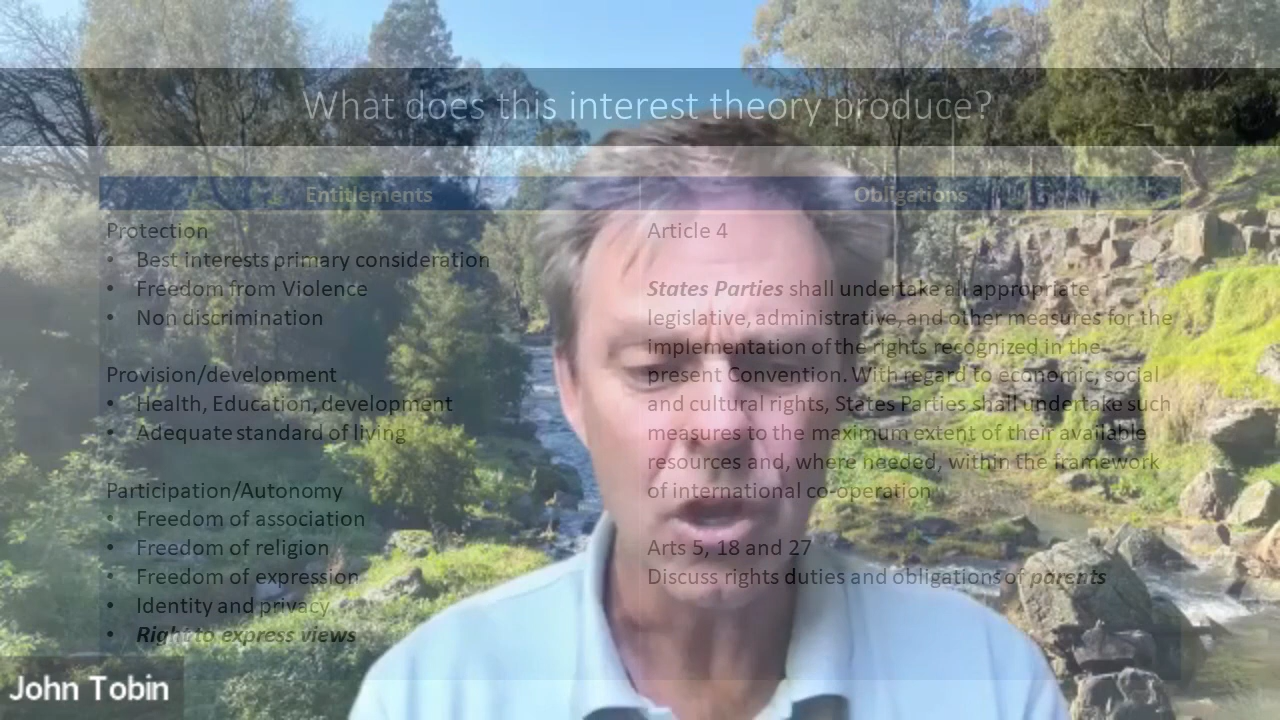 What does this interest theory produce?
Entitlements
Obligations
Protection
• Best interests primary consideration
• Freedom from Violence
• Non discrimination
Provision/development
• Health, Education, development
• Adequate standard of living
Participation/Autonomy
• Freedom of association
• Freedom of religion
• Freedom of expression
• Identity and privacy
• Right to express views
Article 4
States Parties shall undertake all appropriate
legislative, administrative, and other measures for the
implementation of the rights recognized in the
present Convention. With regard to economic, social
and cultural rights, States Parties shall undertake such
measures to the maximum extent of their available
resources and, where needed, within the framework
of international co-operation
Arts 5, 18 and 27
Discuss rights duties and obligations of parents
John Tobin